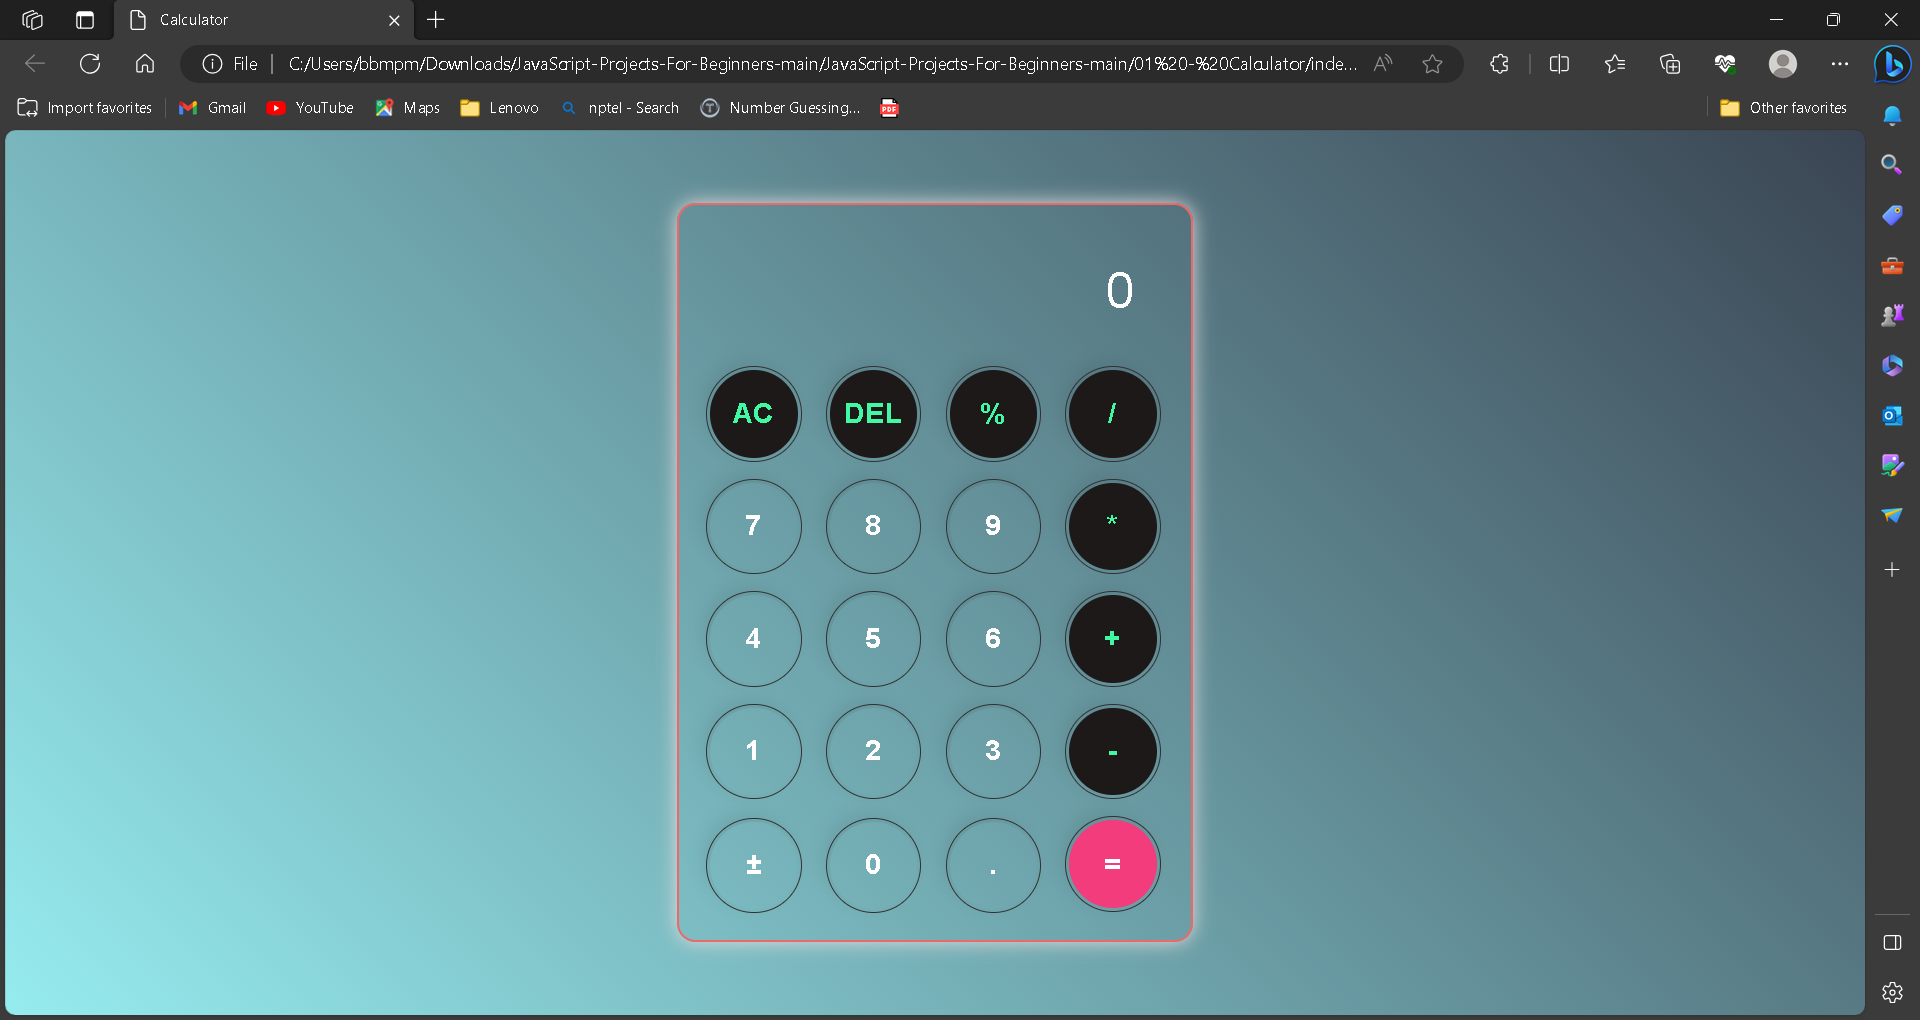 Calculator
File
C:/Users/bbmpm/Downloads/JavaScript-Projects-For-Beginners-main/JavaScript-Projects-For-Beginners-main/01%20-%20Calculator/inde...
Import favorites Gmail YouTube Maps Lenovo nptel - Search Number Guessing... PDF Other favorites
0
AC DEL % /
7 8 9 *
4 5 6 +
1 2 3 -
± 0 . =